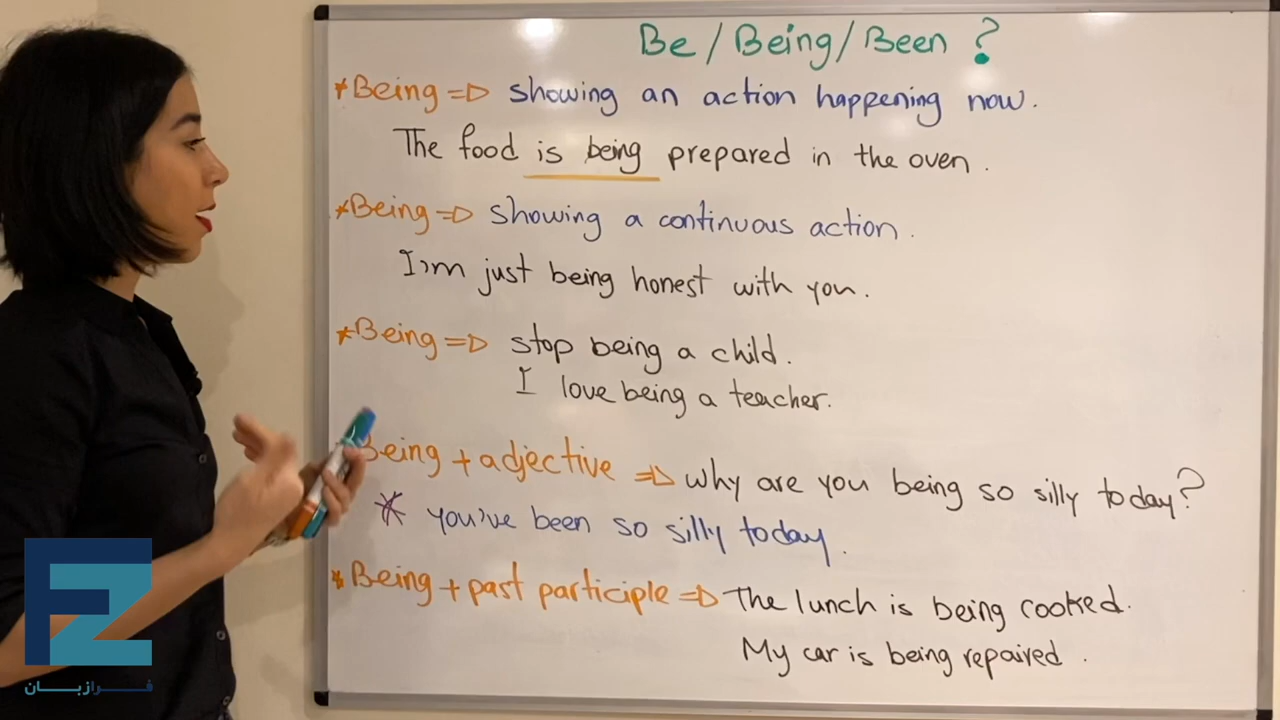 Be / Being / Been ?
*Being => showing an action happening now.
The food is being prepared in the oven.
*Being => showing a continuous action.
I'm just being honest with you.
*Being => stop being a child.
I love being a teacher.
Being + adjective => why are you being so silly today?
* you've been so silly today.
*Being + past participle => The lunch is being cooked.
My car is being repaired.
FZ
فرازبان